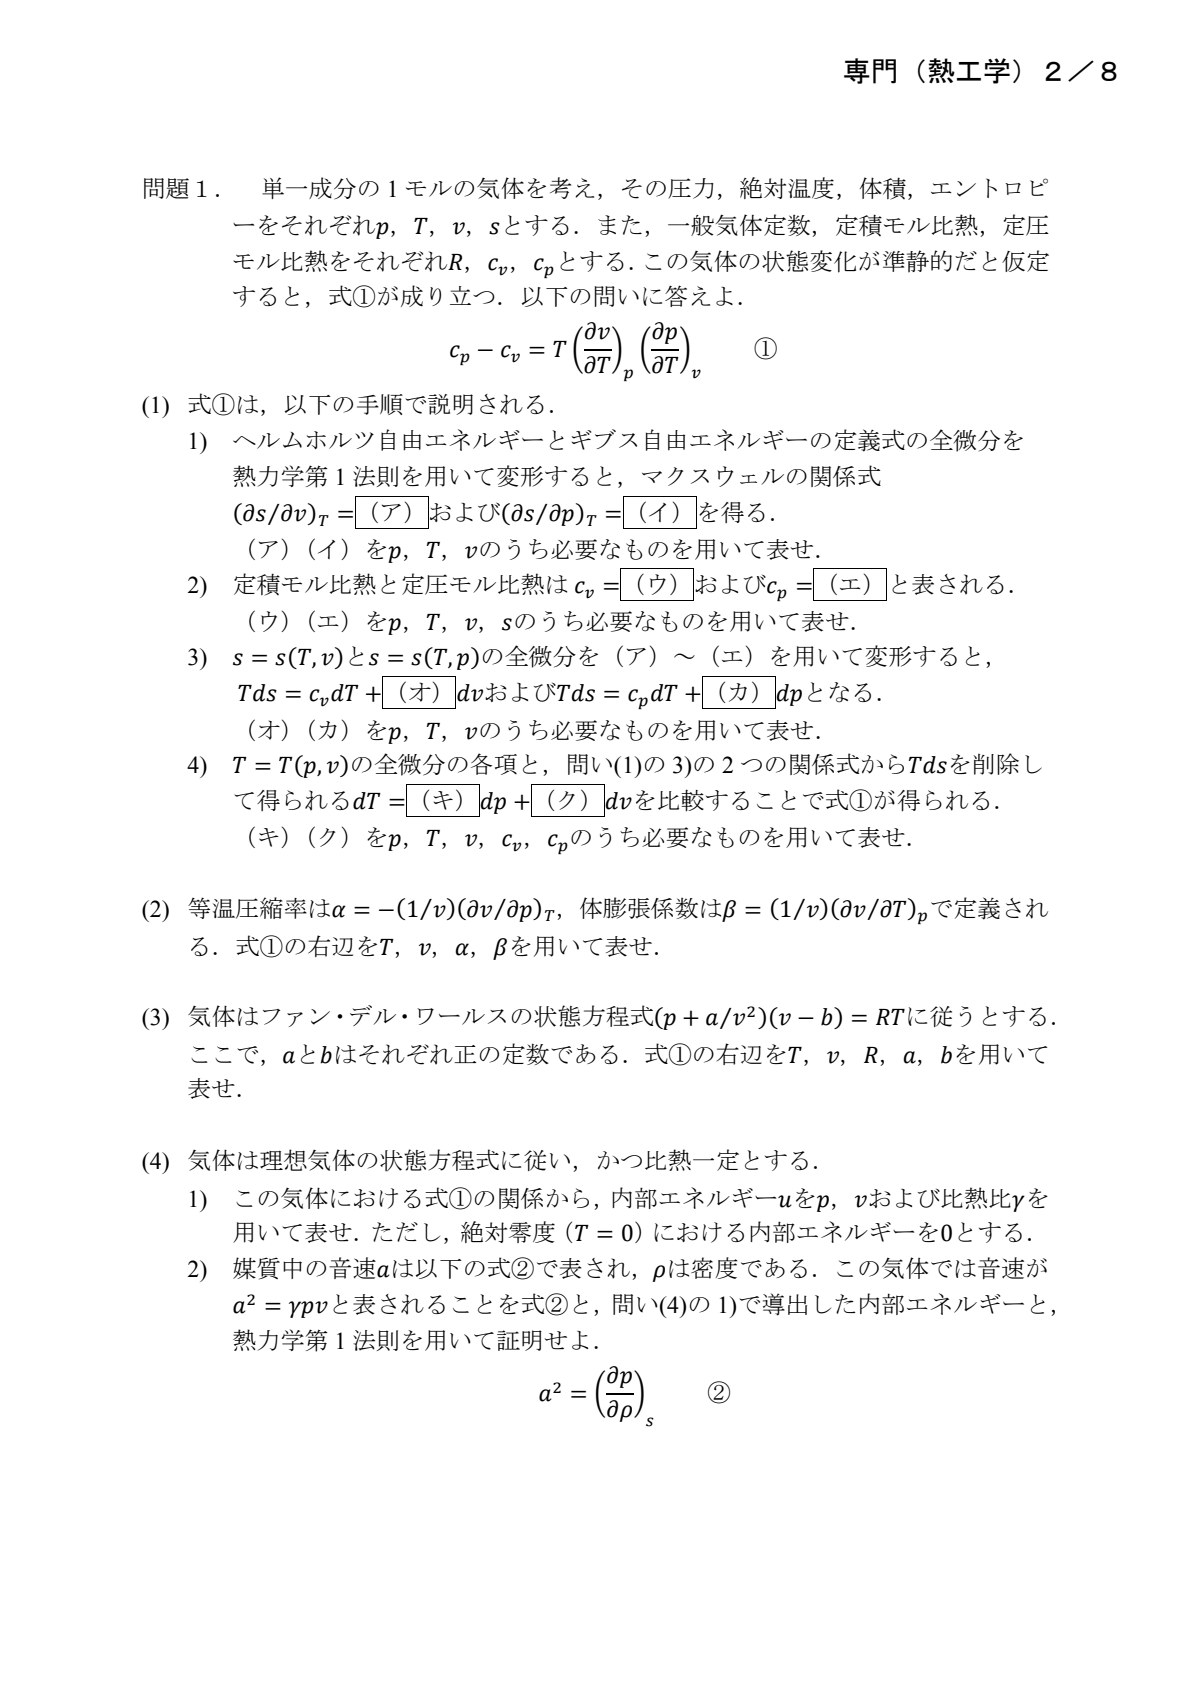 専門（熱工学）２／８
問題１． 単一成分の 1 モルの気体を考え，その圧力，絶対温度，体積，エントロピ
ーをそれぞれp，T，v，sとする．また，一般気体定数，定積モル比熱，定圧
モル比熱をそれぞれR，c_v，c_pとする．この気体の状態変化が準静的だと仮定
すると，式①が成り立つ．以下の問いに答えよ．
c_p − c_v = T (∂v/∂T)_p (∂p/∂T)_v ①
(1) 式①は，以下の手順で説明される．
1) ヘルムホルツ自由エネルギーとギブス自由エネルギーの定義式の全微分を
熱力学第 1 法則を用いて変形すると，マクスウェルの関係式
(∂s/∂v)_T =（ア）および(∂s/∂p)_T =（イ）を得る．
（ア）（イ）をp，T，vのうち必要なものを用いて表せ．
2) 定積モル比熱と定圧モル比熱は c_v =（ウ）およびc_p =（エ）と表される．
（ウ）（エ）をp，T，v，sのうち必要なものを用いて表せ．
3) s = s(T, v)とs = s(T, p)の全微分を（ア）～（エ）を用いて変形すると，
Tds = c_v dT +（オ）dvおよびTds = c_p dT +（カ）dpとなる．
（オ）（カ）をp，T，vのうち必要なものを用いて表せ．
4) T = T(p, v)の全微分の各項と，問い(1)の 3)の 2 つの関係式からTdsを削除し
て得られるdT =（キ）dp +（ク）dvを比較することで式①が得られる．
（キ）（ク）をp，T，v，c_v，c_pのうち必要なものを用いて表せ．
(2) 等温圧縮率はα = −(1/v)(∂v/∂p)_T，体膨張係数はβ = (1/v)(∂v/∂T)_pで定義され
る．式①の右辺をT，v，α，βを用いて表せ．
(3) 気体はファン・デル・ワールスの状態方程式(p + a/v²)(v − b) = RTに従うとする．
ここで，aとbはそれぞれ正の定数である．式①の右辺をT，v，R，a，bを用いて
表せ．
(4) 気体は理想気体の状態方程式に従い，かつ比熱一定とする．
1) この気体における式①の関係から，内部エネルギーuをp，vおよび比熱比γを
用いて表せ．ただし，絶対零度（T = 0）における内部エネルギーを0とする．
2) 媒質中の音速aは以下の式②で表され，ρは密度である．この気体では音速が
a² = γpvと表されることを式②と，問い(4)の 1)で導出した内部エネルギーと，
熱力学第 1 法則を用いて証明せよ．
a² = (∂p/∂ρ)_s ②